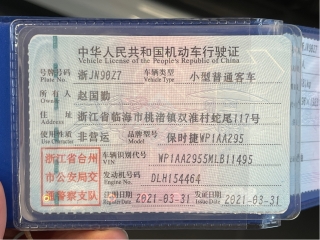 中华人民共和国机动车行驶证
Vehicle License of the People's Republic of China
号牌号码 浙JN90Z7 车辆类型 小型普通客车
Plate No. Vehicle Type
所有人 赵国勤
Owner
住址 浙江省临海市桃渚镇双淮村蛇尾117号
Address
使用性质 非营运 品牌型号 保时捷WP1AA295
Use Character Model
浙江省台州市公安局交通警察支队
车辆识别代号 WP1AA2955MLB11495
VIN
发动机号码 DLH154464
Engine No.
注册日期 2021-03-31 发证日期 2021-03-31
Register Date Issue Date